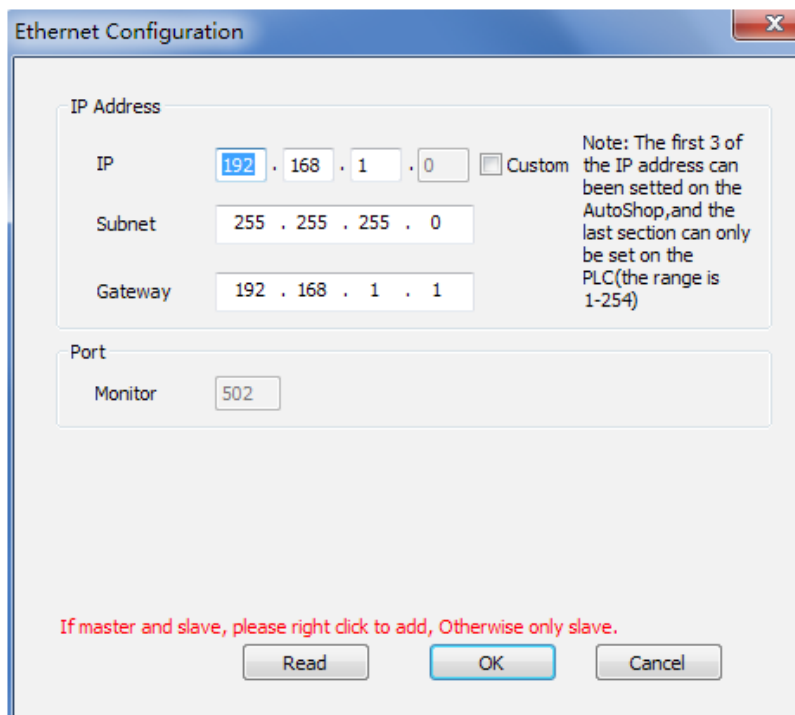 Ethernet Configuration
IP Address
IP 192 . 168 . 1 . 0 Custom
Note: The first 3 of
the IP address can
been setted on the
AutoShop,and the
last section can only
be set on the
PLC(the range is
1-254)
Subnet 255 . 255 . 255 . 0
Gateway 192 . 168 . 1 . 1
Port
Monitor 502
If master and slave, please right click to add, Otherwise only slave.
Read OK Cancel